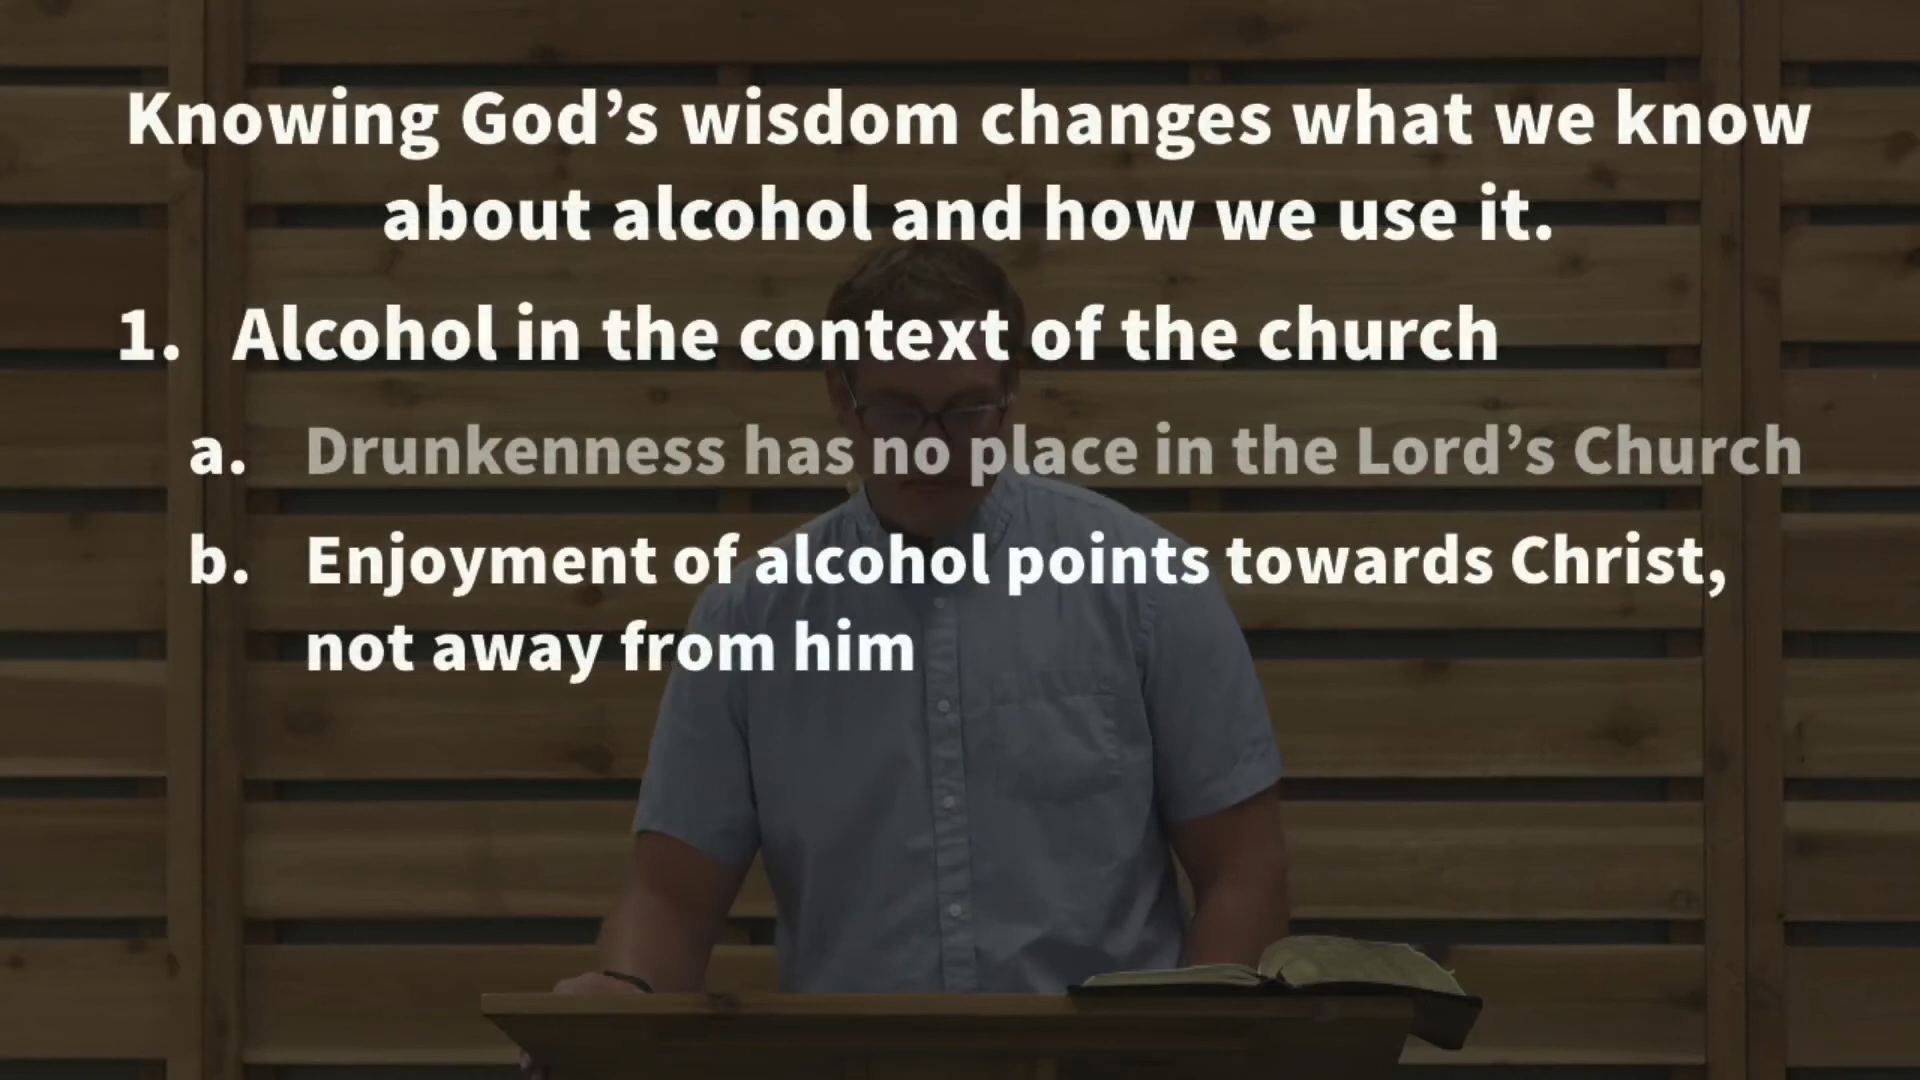 Knowing God’s wisdom changes what we know
about alcohol and how we use it.
1. Alcohol in the context of the church
a. Drunkenness has no place in the Lord’s Church
b. Enjoyment of alcohol points towards Christ,
not away from him